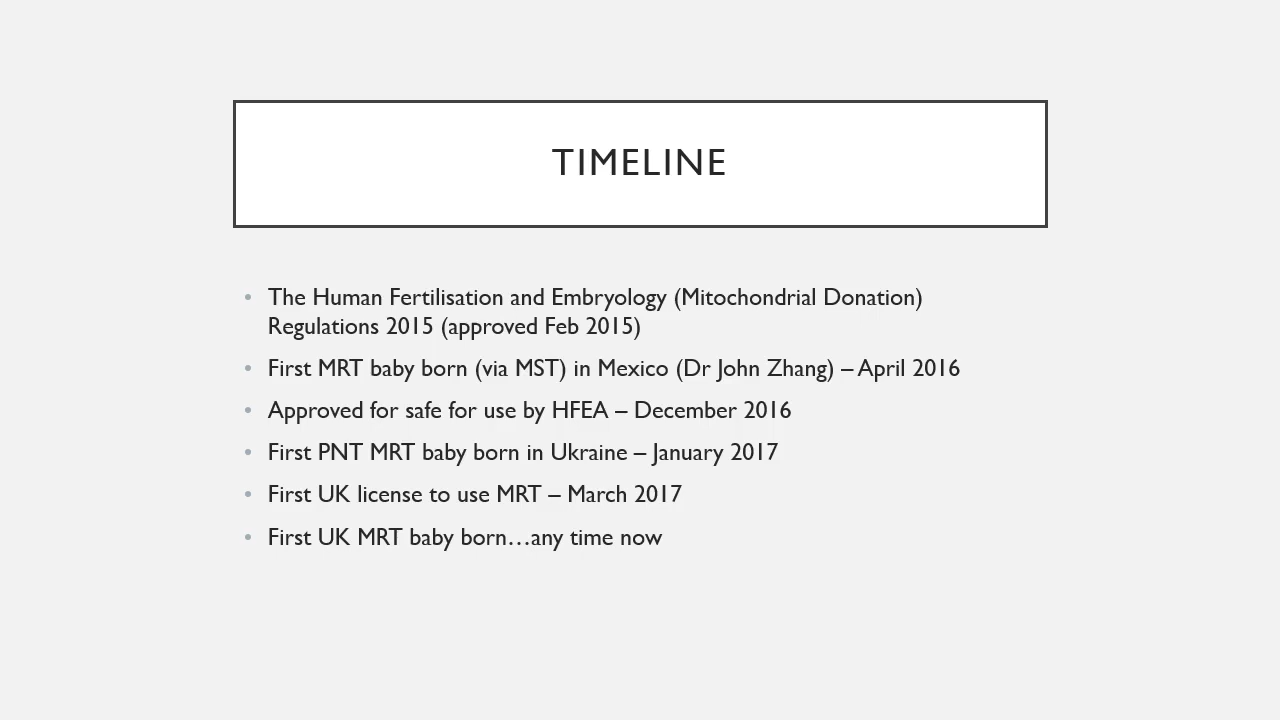 TIMELINE
• The Human Fertilisation and Embryology (Mitochondrial Donation)
Regulations 2015 (approved Feb 2015)
• First MRT baby born (via MST) in Mexico (Dr John Zhang) – April 2016
• Approved for safe for use by HFEA – December 2016
• First PNT MRT baby born in Ukraine – January 2017
• First UK license to use MRT – March 2017
• First UK MRT baby born…any time now